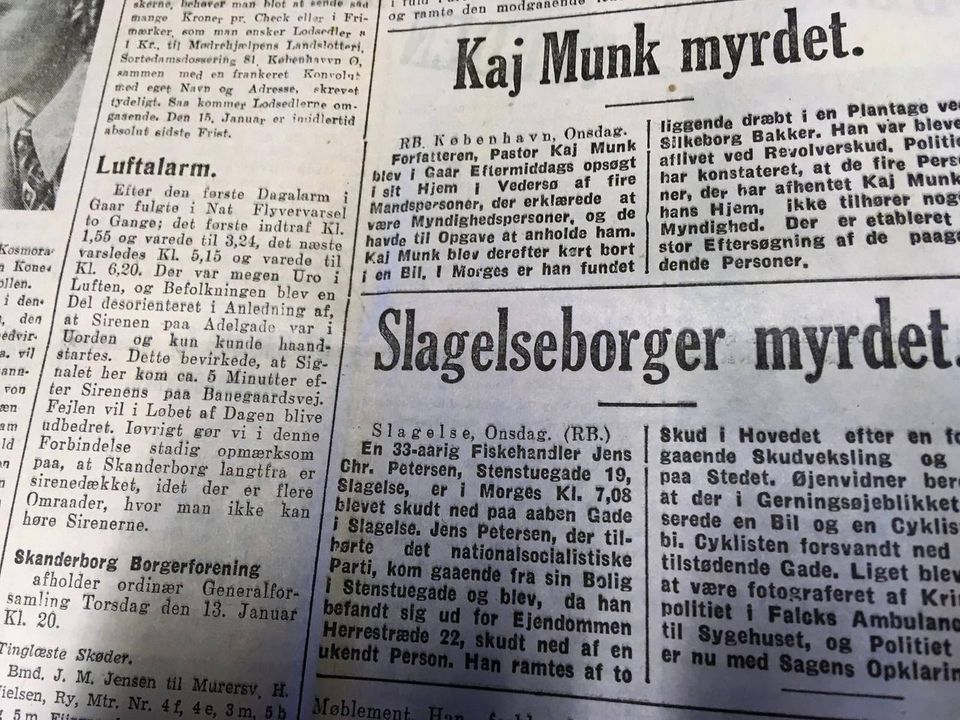 skerne, behøver man blot at sende saa
mange Kroner pr. Check eller i Fri-
mærker, som man ønsker Lodsedler a
1 Kr., til Mødrehjælpens Landslotteri,
Sortedamsdossering 81, København Ø,
sammen med en frankeret Konvolut
med eget Navn og Adresse, skrevet
tydeligt. Saa kommer Lodsedlerne om-
gaaende. Den 15. Januar er imidlertid
absolut sidste Frist.
Luftalarm.
Efter den første Dagalarm i
Gaar fulgte i Nat Flyvervarsel
to Gange; det første indtraf Kl.
1,55 og varede til 3,24, det næste
varsledes Kl. 5,15 og varede til
Kl. 6,20. Der var megen Uro i
Luften, og Befolkningen blev en
Del desorienteret i Anledning af,
at Sirenen paa Adelgade var i
Uorden og kun kunde haand-
startes. Dette bevirkede, at Sig-
nalet her kom ca. 5 Minutter ef-
ter Sirenens paa Banegaardsvej.
Fejlen vil i Løbet af Dagen blive
udbedret. Iøvrigt gør vi i denne
Forbindelse stadig opmærksom
paa, at Skanderborg langtfra er
sirenedækket, idet der er flere
Omraader, hvor man ikke kan
høre Sirenerne.
Skanderborg Borgerforening
afholder ordinær Generalfor-
samling Torsdag den 13. Januar
Kl. 20.
Tinglæste Skøder.
Bmd. J. M. Jensen til Murersv. H.
Nielsen, Ry, Mtr. Nr. 4 f, 4 e, 3 m, 5 b
og ramte den modgaaende
Kaj Munk myrdet.
RB. København, Onsdag.
Forfatteren, Pastor Kaj Munk
blev i Gaar Eftermiddags opsøgt
i sit Hjem i Vedersø af fire
Mandspersoner, der erklærede at
være Myndighedspersoner, og de
havde til Opgave at anholde ham.
Kaj Munk blev derefter kørt bort
i en Bil. I Morges er han fundet
liggende dræbt i en Plantage ve
Silkeborg Bakker. Han var bleve
aflivet ved Revolverskud. Politi
har konstateret, at de fire Perso
ner, der har afhentet Kaj Munk
hans Hjem, ikke tilhører nog
Myndighed. Der er etableret
stor Eftersøgning af de paag
dende Personer.
Slagelseborger myrdet.
Slagelse, Onsdag. (RB.)
En 33-aarig Fiskehandler Jens
Chr. Petersen, Stenstuegade 19,
Slagelse, er i Morges Kl. 7,08
blevet skudt ned paa aaben Gade
i Slagelse. Jens Petersen, der til-
hørte det nationalsocialistiske
Parti, kom gaaende fra sin Bolig
i Stenstuegade og blev, da han
befandt sig ud for Ejendommen
Herrestræde 22, skudt ned af en
ukendt Person. Han ramtes af to
Skud i Hovedet efter en fo
gaaende Skudveksling og
paa Stedet. Øjenvidner ber
at der i Gerningsøjeblikket
serede en Bil og en Cyklis
bi. Cyklisten forsvandt ned
tilstødende Gade. Liget blev
at være fotograferet af Kri
politiet i Falcks Ambulanc
til Sygehuset, og Politiet
er nu med Sagens Opklarin
Møblement. Han